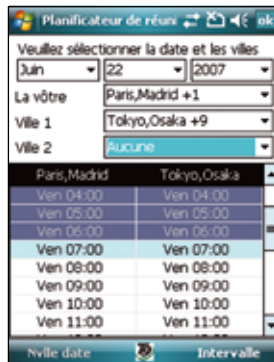 Planificateur de réuni ok
Veuillez sélectionner la date et les villes
Juin 22 2007
La vôtre Paris,Madrid +1
Ville 1 Tokyo,Osaka +9
Ville 2 Aucune
Paris,Madrid Tokyo,Osaka
Ven 04:00 Ven 04:00
Ven 05:00 Ven 05:00
Ven 06:00 Ven 06:00
Ven 07:00 Ven 07:00
Ven 08:00 Ven 08:00
Ven 09:00 Ven 09:00
Ven 10:00 Ven 10:00
Ven 11:00 Ven 11:00
Nvlle date Intervalle